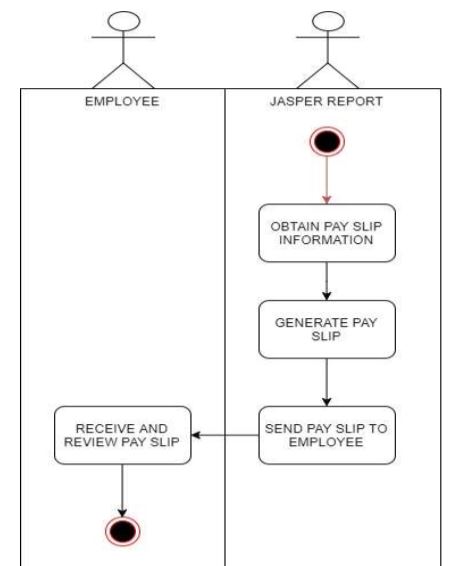 EMPLOYEE
JASPER REPORT
OBTAIN PAY SLIP
INFORMATION
GENERATE PAY
SLIP
SEND PAY SLIP TO
EMPLOYEE
RECEIVE AND
REVIEW PAY SLIP